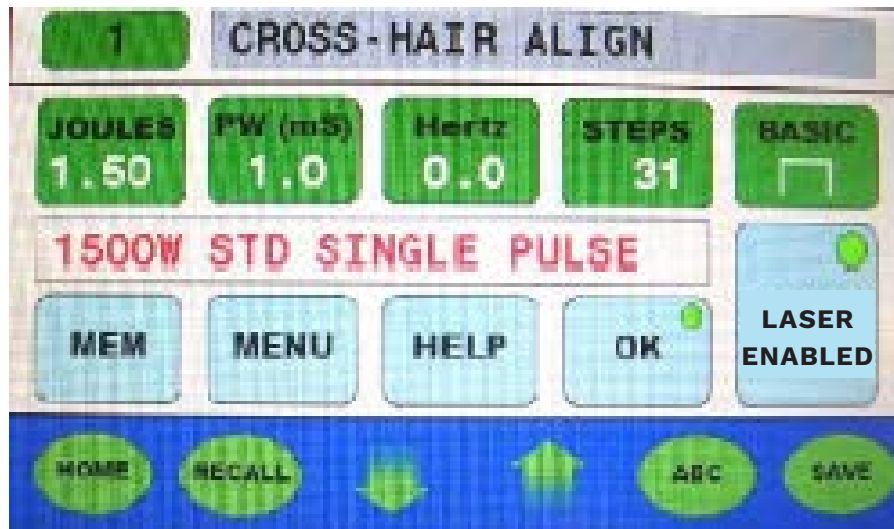 1 CROSS-HAIR ALIGN
JOULES PW (mS) Hertz STEPS BASIC
1.50 1.0 0.0 31
1500W STD SINGLE PULSE
MEM MENU HELP OK LASER ENABLED
HOME RECALL ABC SAVE